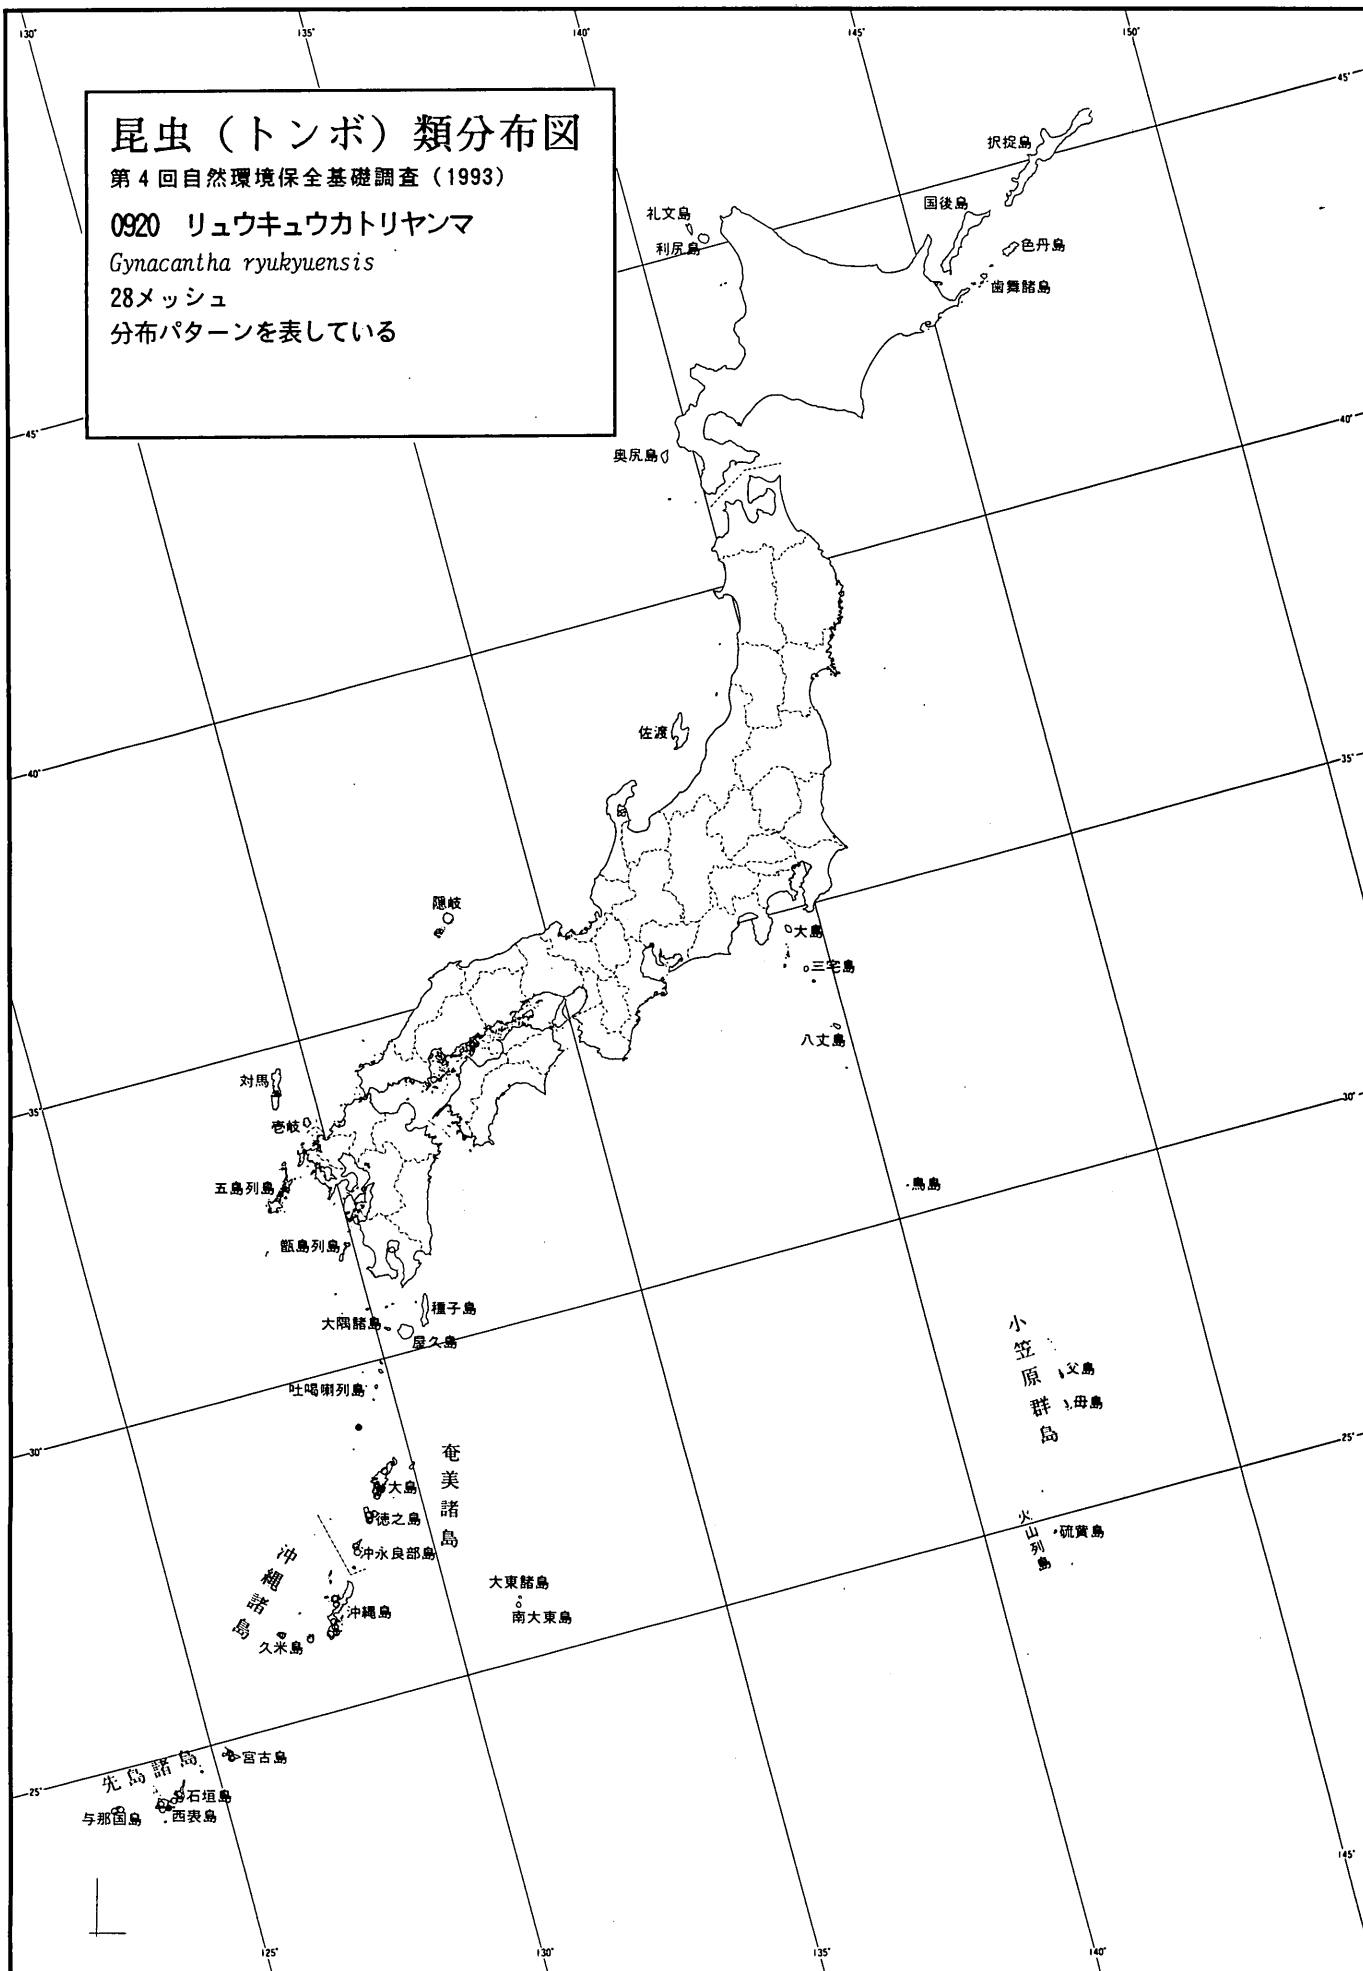 昆虫（トンボ）類分布図
第4回自然環境保全基礎調査（1993）
0920 リュウキュウカトリヤンマ
Gynacantha ryukyuensis
28メッシュ
分布パターンを表している
130°
135°
140°
145°
150°
45°
択捉島
国後島
礼文島
利尻島
色丹島
歯舞諸島
40°
45°
奥尻島
佐渡
40°
35°
隠岐
大島
三宅島
八丈島
対馬
35°
壱岐
30°
五島列島
鳥島
甑島列島
種子島
大隅諸島
屋久島
小笠原群島
父島
吐喝喇列島
母島
30°
25°
奄美諸島
大島
徳之島
火山列島
硫黄島
沖永良部島
沖縄諸島
大東諸島
沖縄島
南大東島
久米島
先島諸島
宮古島
25°
石垣島
与那国島
西表島
145°
125°
130°
135°
140°